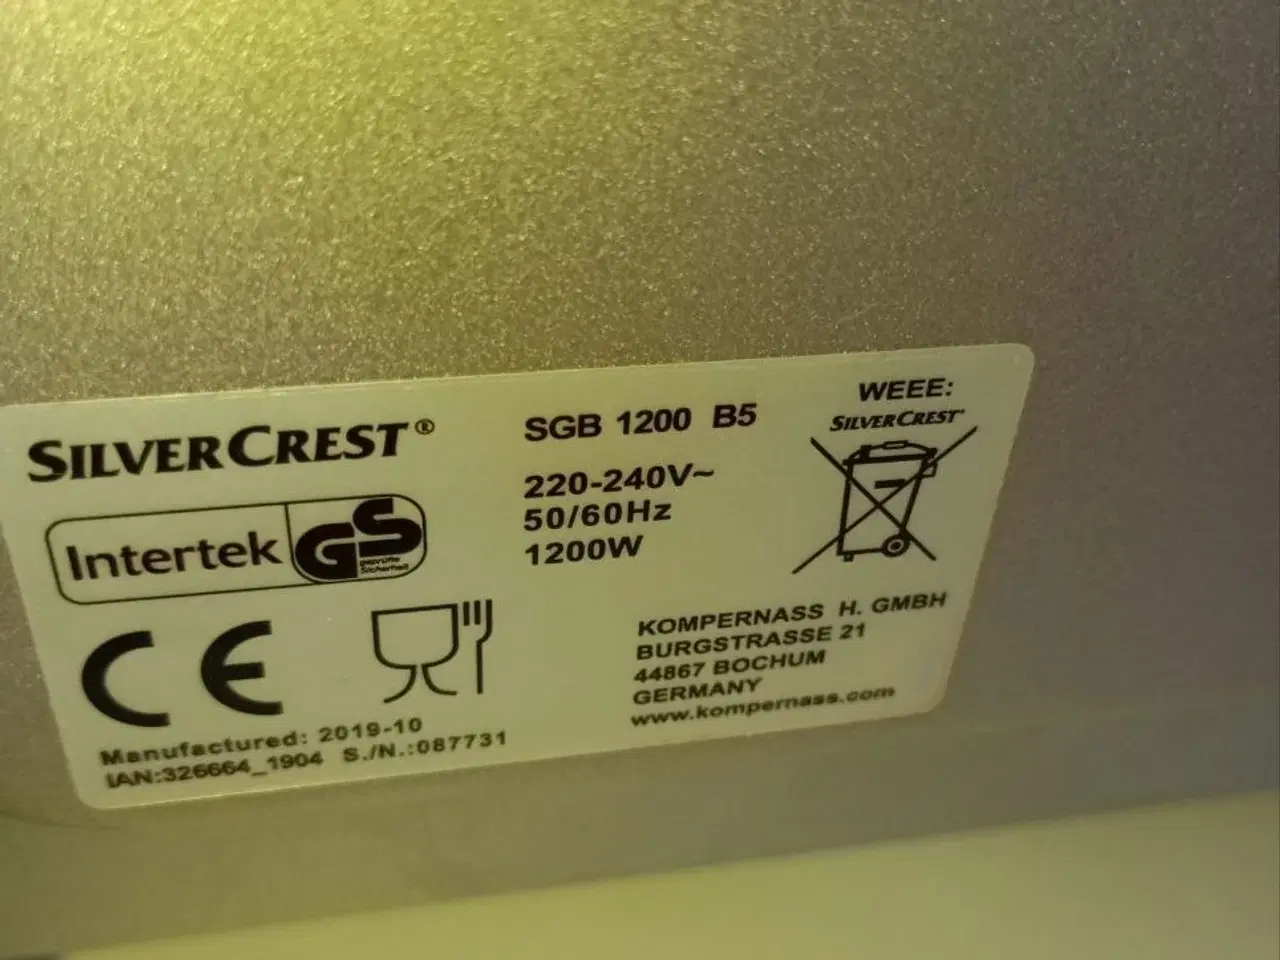 SILVERCREST®
Intertek GS
geprüfte
Sicherheit
CE
Manufactured: 2019-10
IAN:326664_1904 S./N.:087731
SGB 1200 B5
220-240V~
50/60Hz
1200W
WEEE:
SILVERCREST®
KOMPERNASS H. GMBH
BURGSTRASSE 21
44867 BOCHUM
GERMANY
www.kompernass.com